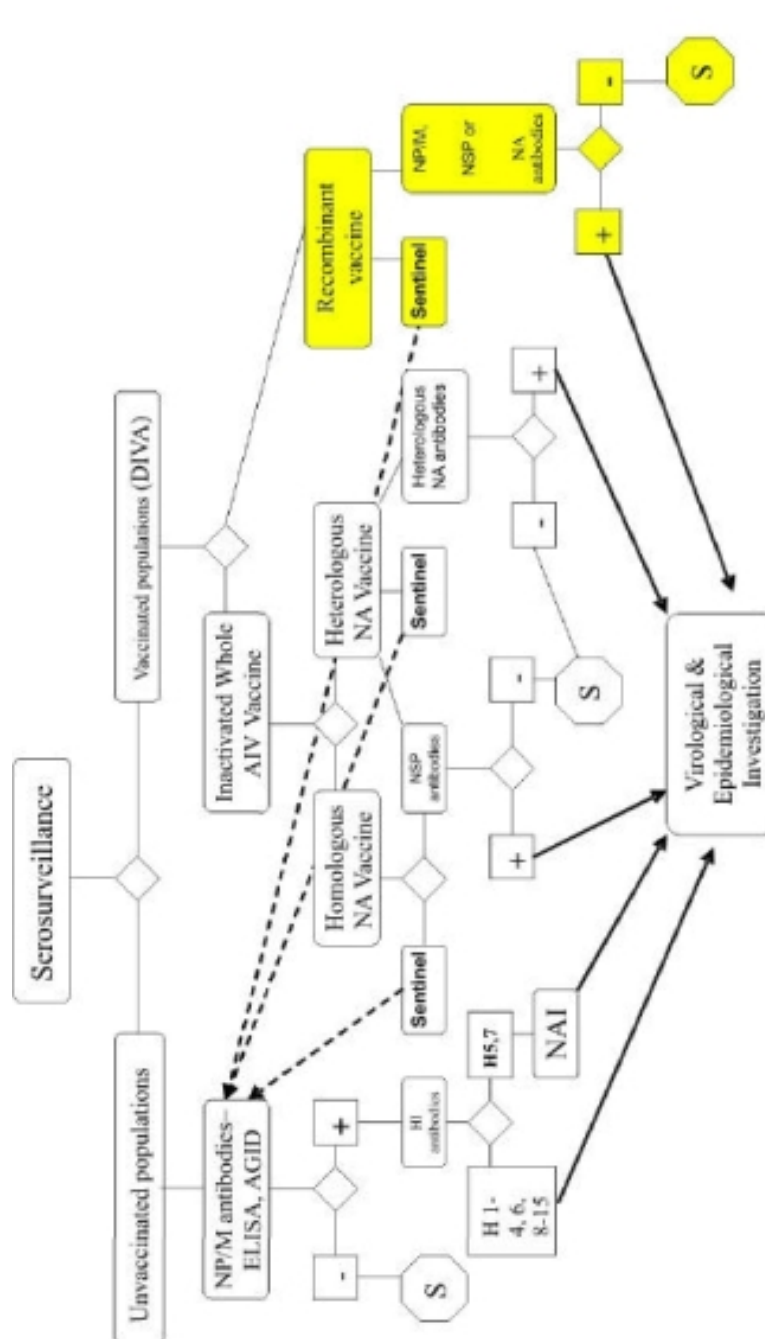 Serosurveillance
Unvaccinated populations
Vaccinated populations (DIVA)
NP/M antibodies–
ELISA, AGID
Inactivated Whole
AIV Vaccine
Recombinant
vaccine
Homologous
NA Vaccine
Heterologous
NA Vaccine
-
+
S
HI
antibodies
Sentinel
NSP
antibodies
Sentinel
Heterologous
NA antibodies
Sentinel
NP/M,
NSP or
NA
antibodies
H 1-
4, 6,
8-15
H5,7
NAI
+
-
S
-
+
+
-
S
Virological &
Epidemiological
Investigation